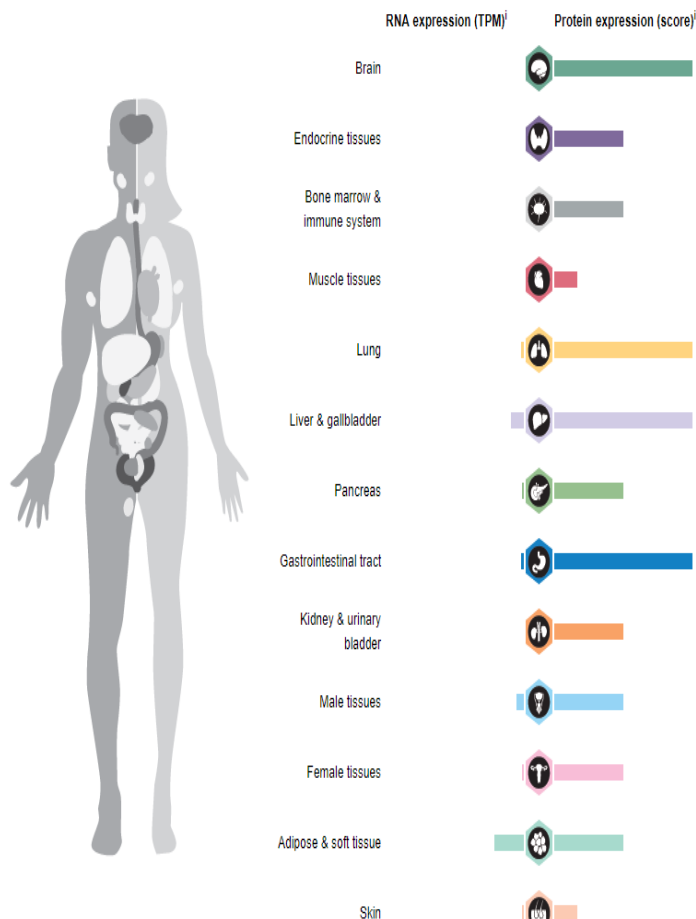 RNA expression (TPM)i Protein expression (score)i
Brain
Endocrine tissues
Bone marrow &
immune system
Muscle tissues
Lung
Liver & gallbladder
Pancreas
Gastrointestinal tract
Kidney & urinary
bladder
Male tissues
Female tissues
Adipose & soft tissue
Skin